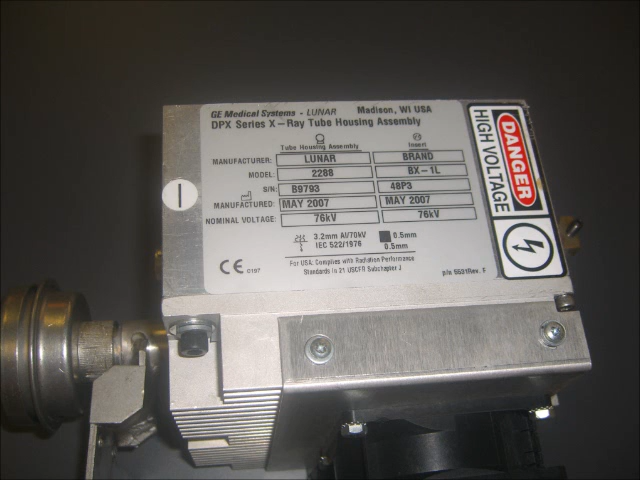 GE Medical Systems - LUNAR Madison, WI USA
DPX Series X-Ray Tube Housing Assembly
Tube Housing Assembly Insert
MANUFACTURER: LUNAR BRAND
MODEL: 2288 BX-1L
S/N: B9793 48P3
MANUFACTURED: MAY 2007 MAY 2007
NOMINAL VOLTAGE: 76kV 76kV
3.2mm Al/70kV 0.5mm
IEC 522/1976 0.5mm
For USA: Complies with Radiation Performance
Standards in 21 USCFR Subchapter J
CE 0197
p/n 5531Rev. F
DANGER
HIGH VOLTAGE